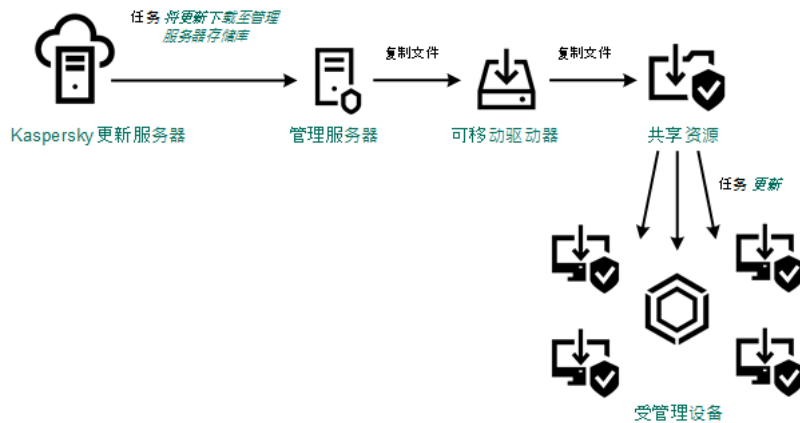 任务 将更新下载至管理
服务器存储库
复制文件
复制文件
Kaspersky 更新服务器
管理服务器
可移动驱动器
共享资源
任务 更新
受管理设备